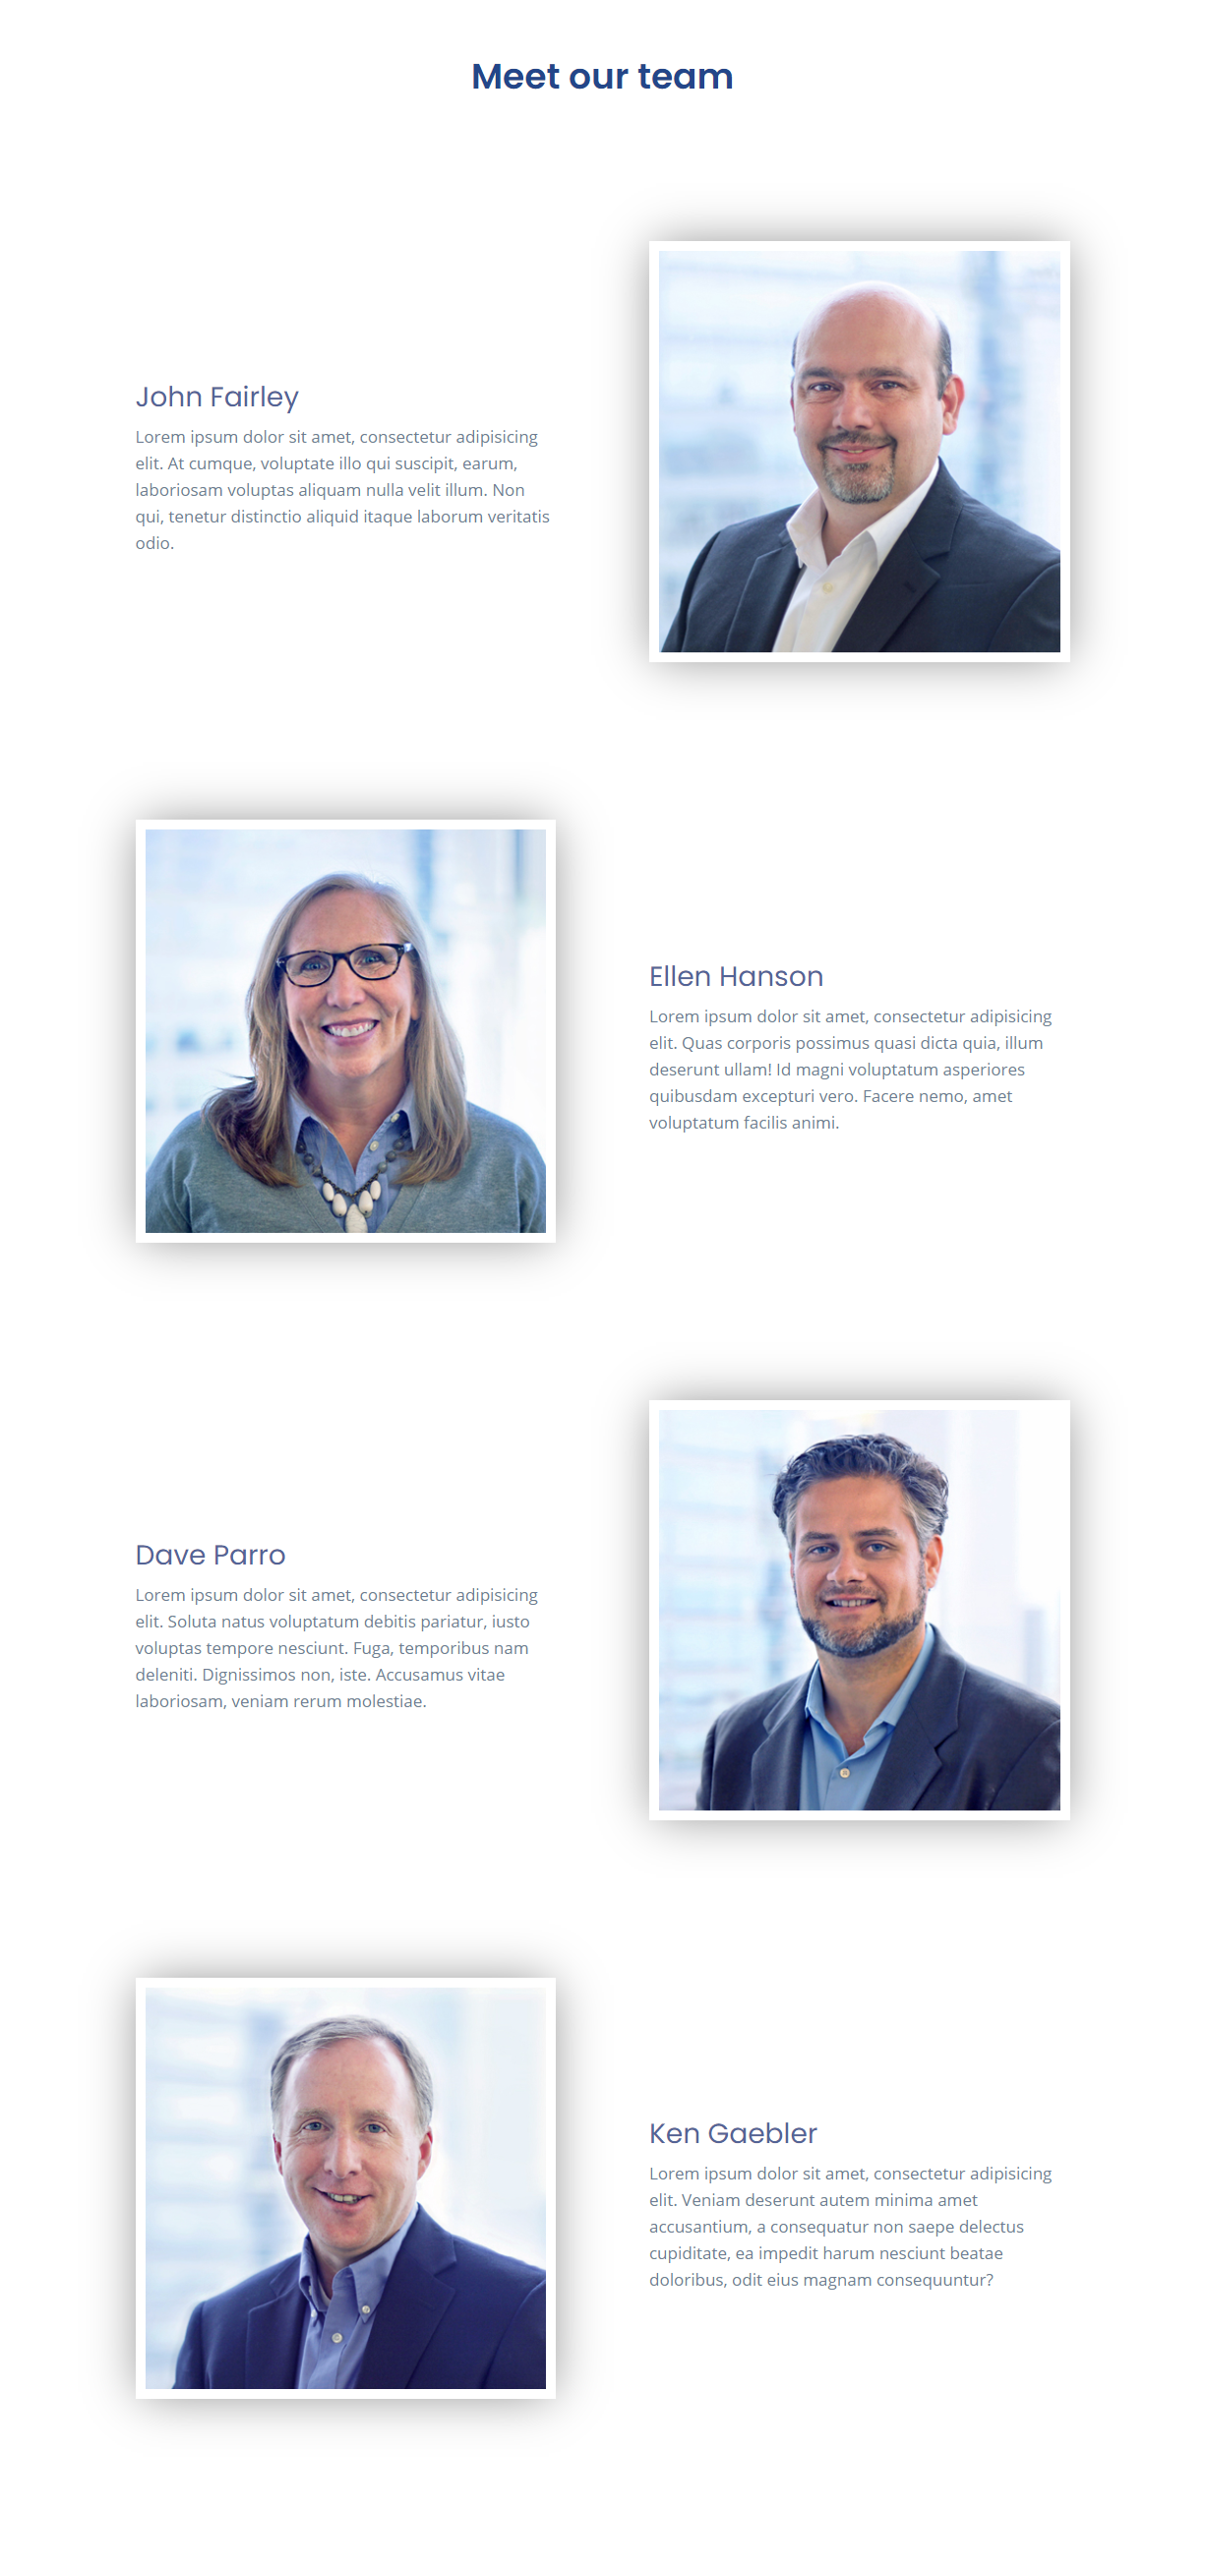 Meet our team
John Fairley
Lorem ipsum dolor sit amet, consectetur adipisicing
elit. At cumque, voluptate illo qui suscipit, earum,
laboriosam voluptas aliquam nulla velit illum. Non
qui, tenetur distinctio aliquid itaque laborum veritatis
odio.
Ellen Hanson
Lorem ipsum dolor sit amet, consectetur adipisicing
elit. Quas corporis possimus quasi dicta quia, illum
deserunt ullam! Id magni voluptatum asperiores
quibusdam excepturi vero. Facere nemo, amet
voluptatum facilis animi.
Dave Parro
Lorem ipsum dolor sit amet, consectetur adipisicing
elit. Soluta natus voluptatum debitis pariatur, iusto
voluptas tempore nesciunt. Fuga, temporibus nam
deleniti. Dignissimos non, iste. Accusamus vitae
laboriosam, veniam rerum molestiae.
Ken Gaebler
Lorem ipsum dolor sit amet, consectetur adipisicing
elit. Veniam deserunt autem minima amet
accusantium, a consequatur non saepe delectus
cupiditate, ea impedit harum nesciunt beatae
doloribus, odit eius magnam consequuntur?